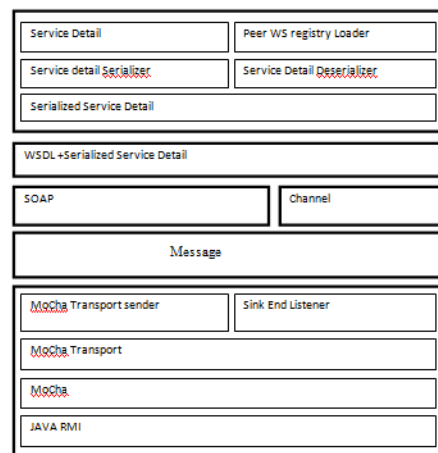 Service Detail
Peer WS registry Loader
Service detail Serializer
Service Detail Deserializer
Serialized Service Detail
WSDL +Serialized Service Detail
SOAP
Channel
Message
MoCha Transport sender
Sink End Listener
MoCha Transport
MoCha
JAVA RMI